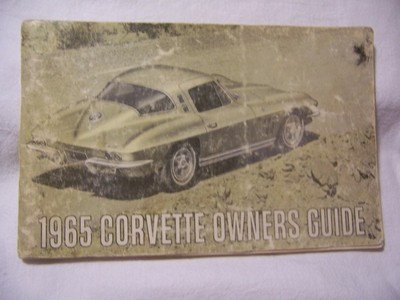 1965 CORVETTE OWNERS GUIDE